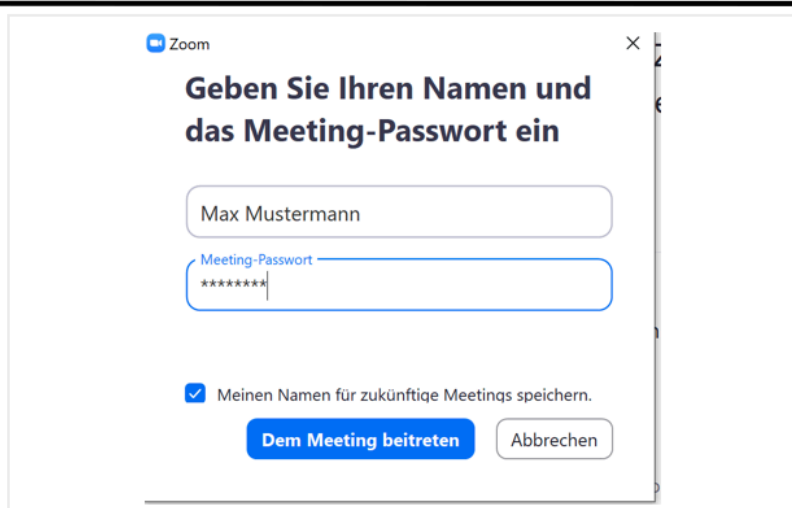 Zoom
Geben Sie Ihren Namen und
das Meeting-Passwort ein
Max Mustermann
Meeting-Passwort
********
Meinen Namen für zukünftige Meetings speichern.
Dem Meeting beitreten
Abbrechen